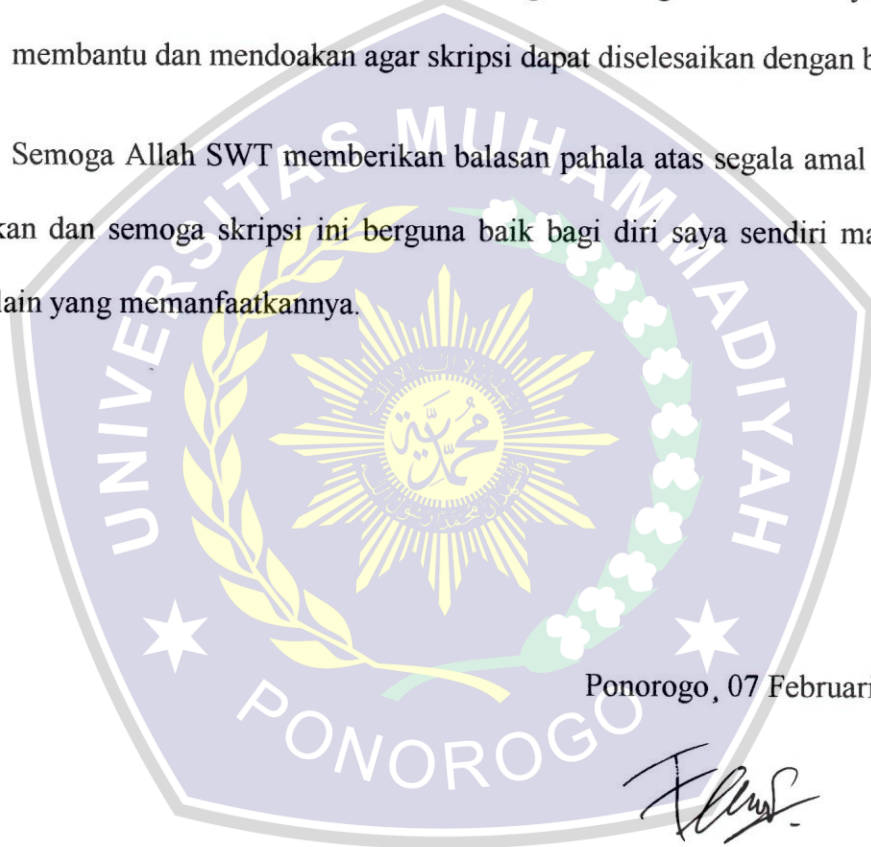 membantu dan mendoakan agar skripsi dapat diselesaikan dengan b
Semoga Allah SWT memberikan balasan pahala atas segala amal
kan dan semoga skripsi ini berguna baik bagi diri saya sendiri ma
lain yang memanfaatkannya.
UNIVERSITAS MUHAMMADIYAH
محمدية
PONOROGO
Ponorogo, 07 Februari